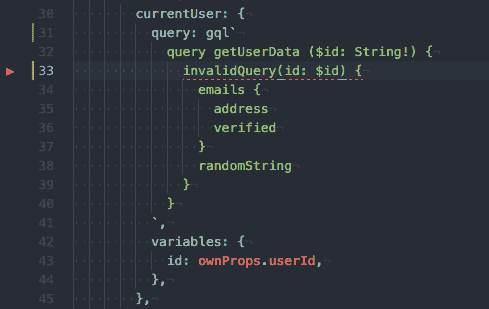 30 currentUser: {
31 query: gql`
32 query getUserData ($id: String!) {
33 invalidQuery(id: $id) {
34 emails {
35 address
36 verified
37 }
38 randomString
39 }
40 }
41 `,
42 variables: {
43 id: ownProps.userId,
44 },
45 },